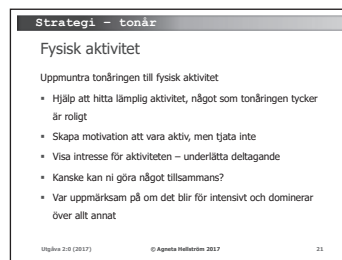 Strategi – tonår
Fysisk aktivitet
Uppmuntra tonåringen till fysisk aktivitet
▪ Hjälp att hitta lämplig aktivitet, något som tonåringen tycker
är roligt
▪ Skapa motivation att vara aktiv, men tjata inte
▪ Visa intresse för aktiviteten – underlätta deltagande
▪ Kanske kan ni göra något tillsammans?
▪ Var uppmärksam på om det blir för intensivt och dominerar
över allt annat
Utgåva 2:0 (2017) © Agneta Hellström 2017 21